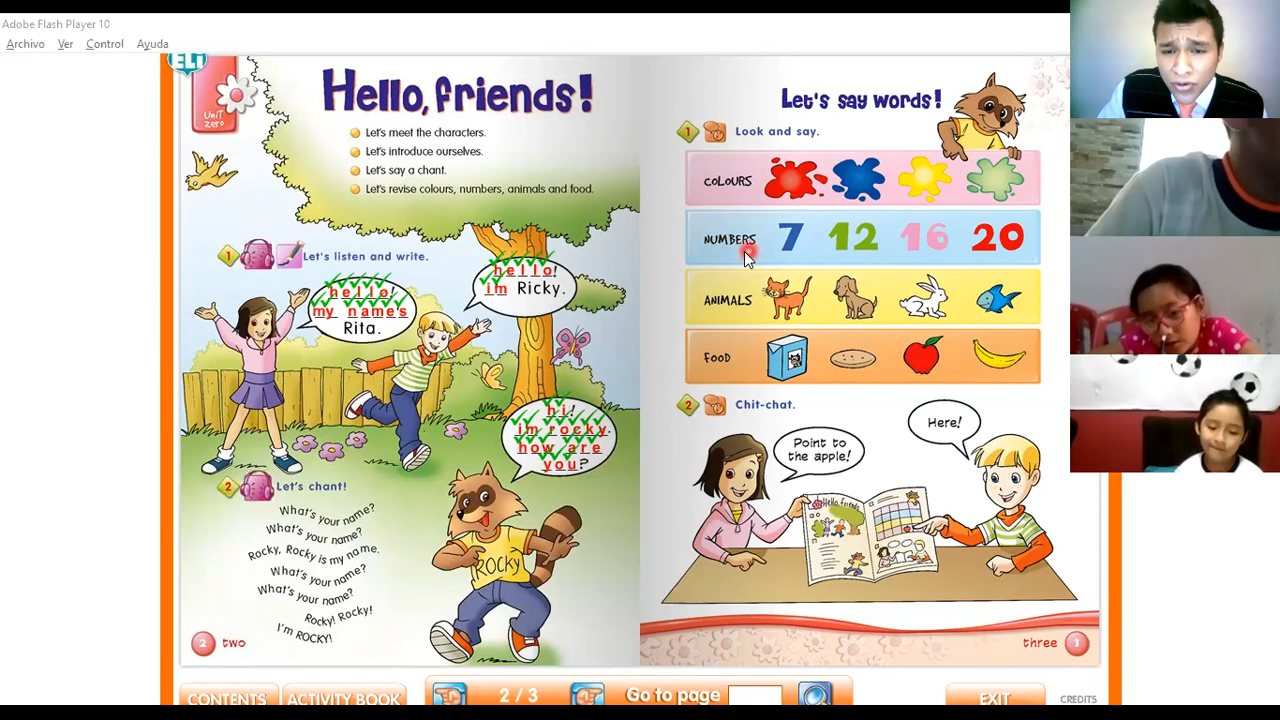 Adobe Flash Player 10
Archivo Ver Control Ayuda
ELi
UNIT
ZERO
Hello, friends!
Let's meet the characters.
Let's introduce ourselves.
Let's say a chant.
Let's revise colours, numbers, animals and food.
1 Let's listen and write.
hello!
my names
Rita.
hello!
im Ricky.
hi!
im rocky
how are
you?
ROCKY
2 Let's chant!
What's your name?
What's your name?
Rocky, Rocky is my name.
What's your name?
What's your name?
Rocky! Rocky!
I'm ROCKY!
2 two
Let's say words!
1 Look and say.
COLOURS
NUMBERS 7 12 16 20
ANIMALS
FOOD
2 Chit-chat.
Point to
the apple!
Here!
Hello, friends
three 3
CONTENTS ACTIVITY BOOK 2 / 3 Go to page EXIT CREDITS